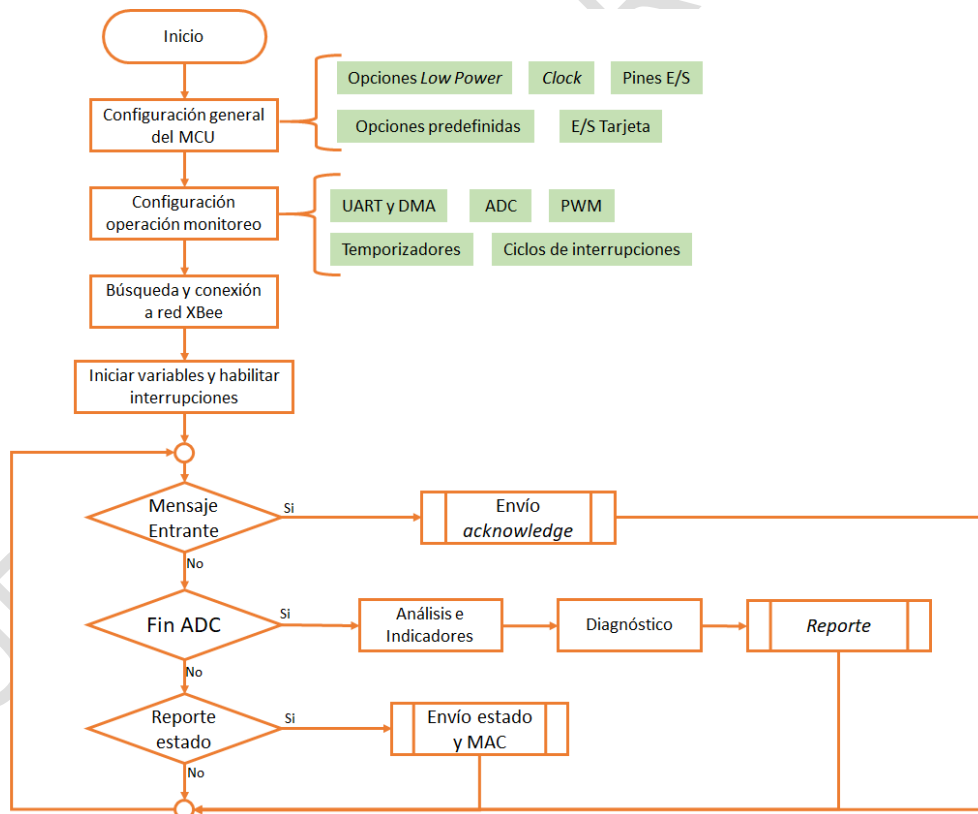 Inicio
Opciones Low Power
Clock
Pines E/S
Configuración general
del MCU
Opciones predefinidas
E/S Tarjeta
Configuración
operación monitoreo
UART y DMA
ADC
PWM
Temporizadores
Ciclos de interrupciones
Búsqueda y conexión
a red XBee
Iniciar variables y habilitar
interrupciones
Mensaje
Entrante
Si
Envío
acknowledge
No
Fin ADC
Si
Análisis e
Indicadores
Diagnóstico
Reporte
No
Reporte
estado
Si
Envío estado
y MAC
No